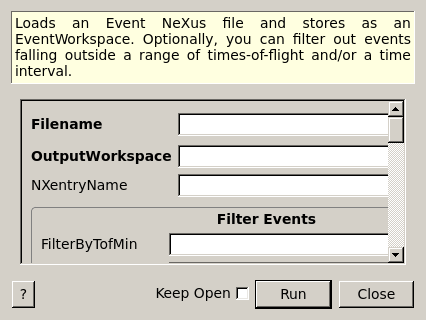 Loads an Event NeXus file and stores as an
EventWorkspace. Optionally, you can filter out events
falling outside a range of times-of-flight and/or a time
interval.
Filename
OutputWorkspace
NXentryName
Filter Events
FilterByTofMin
? Keep Open Run Close